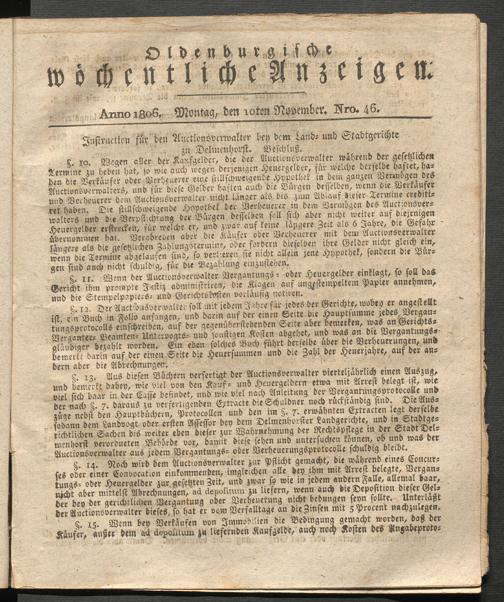 Oldenburgische
wöchentliche Anzeigen.
Anno 1806. Montag, den 10ten November. Nro. 46.
Instruction für den Auctionsverwalter bey dem Land- und Stadtgerichte
zu Delmenhorst. Beschluß.
§. 10. Wegen aller der Kaufgelder, die der Auctionsverwalter während der gesetzlichen
Termine zu heben hat, so wie auch wegen derjenigen Heuergelder, für welche derselbe haftet, ha-
ben die Verkäufer oder Verheuerer eine stillschweigende Hypothek in dem ganzen Vermögen des
Auctionsverwalters, und für diese Gelder haften auch die Bürgen desselben, wenn die Verkäufer
und Verheuerer dem Auctionsverwalter nicht länger als bis zum Ablauf dieser Termine creditir-
ret haben. Die stillschweigende Hypothek der Verheuerer in dem Vermögen des Auctionsver-
walters und die Verpflichtung der Bürgen desselben soll sich aber nicht weiter auf diejenigen
Heuergelder erstrecken, für welche er, und zwar auf keine längere Zeit als 6 Jahre, die Gefahr
übernommen hat. Verabreden aber die Käufer oder Verheuerer mit dem Auctionsverwalter
längere als die gesetzlichen Zahlungstermine, oder fordern dieselben ihre Gelder nicht gleich ein,
wenn die Termine abgelaufen sind, so verlieren sie nicht allein jene Hypothek, sondern die Bür-
gen sind auch nicht schuldig, für die Bezahlung einzustehen.
§. 11. Wenn der Auctionsverwalter Vergantungs- oder Heuergelder einklagt, so soll das
Gericht ihm prompte Justiz administriren, die Klagen auf ungestempeltem Papier annehmen,
und die Stempelpapiers- und Gerichtskosten vorläufig notiren.
§. 12. Der Auctionsverwalter soll mit jedem Jahre für jedes der Gerichte, wobey er angestellt
ist, ein Buch in Folio anfangen, und darin auf der einen Seite die Hauptsumme jedes Vergan-
tungsprotocolls einschreiben, auf der gegenüberstehenden Seite aber bemerken, was an Gerichts-
Verganter- Beamten- Untervogts- und sonstigen Kosten abgehet, und was an die Vergantungs-
gläubiger bezahlt worden. Ein eben solches Buch führt derselbe über die Verheuerungen, und
bemerkt darin auf der einen Seite die Heuersummen und die Zahl der Heuerjahre, auf der an-
dern aber die Abrechnungen.
§. 13. Aus diesen Büchern verfertigt der Auctionsverwalter vierteljährlich einen Auszug,
und bemerkt dabey, wie viel von den Kauf- und Heuergeldern etwa mit Arrest belegt ist, wie
viel sich baar in der Casse befindet, und wie viel nach Anleitung der Vergantungsprotocolle und
der nach §. 7. daraus zu verfertigenden Extracte die Schuldner noch rückständig sind. Die Aus-
züge nebst den Hauptbüchern, Protocollen und den im §. 7. erwähnten Extracten legt derselbe
sodann dem Landvogt oder ersten Assessor des Delmenhorster Landgerichts, und in Stadtge-
richtlichen Sachen bis weiter der dieser zur Wahrnehmung der Rechtspflege in der Stadt Del-
menhorst verordneten Behörde vor, damit diese sehen und untersuchen können, ob und was der
Auctionsverwalter aus jedem Vergantungs- oder Verheuerungsprotocolle schuldig bleibt.
§. 14. Noch wird dem Auctionsverwalter zur Pflicht gemacht, die während eines Concur-
ses oder einer Convocation einkommenden, imgleichen alle bey ihm mit Arrest belegte, Vergan-
tungs- oder Heuergelder zur gesetzten Zeit, und zwar so wie in jedem andern Falle, allemal baar,
nicht aber mittelst Abrechnungen, ad depositum zu liefern, wenn auch die Deposition dieser Gel-
der bey der gerichtlichen Vergantung oder Verheuerung nicht bedungen seyn sollte. Unterläßt
der Auctionsverwalter dieses, so hat er vom Verfalltage an die Zinsen mit 5 Procent nachzulegen.
§. 15. Wenn bey Verkäufen von Immobilien die Bedingung gemacht worden, daß der
Käufer, außer dem ad depositum zu liefernden Kaufgelde, auch noch Kosten des Angabeproto-